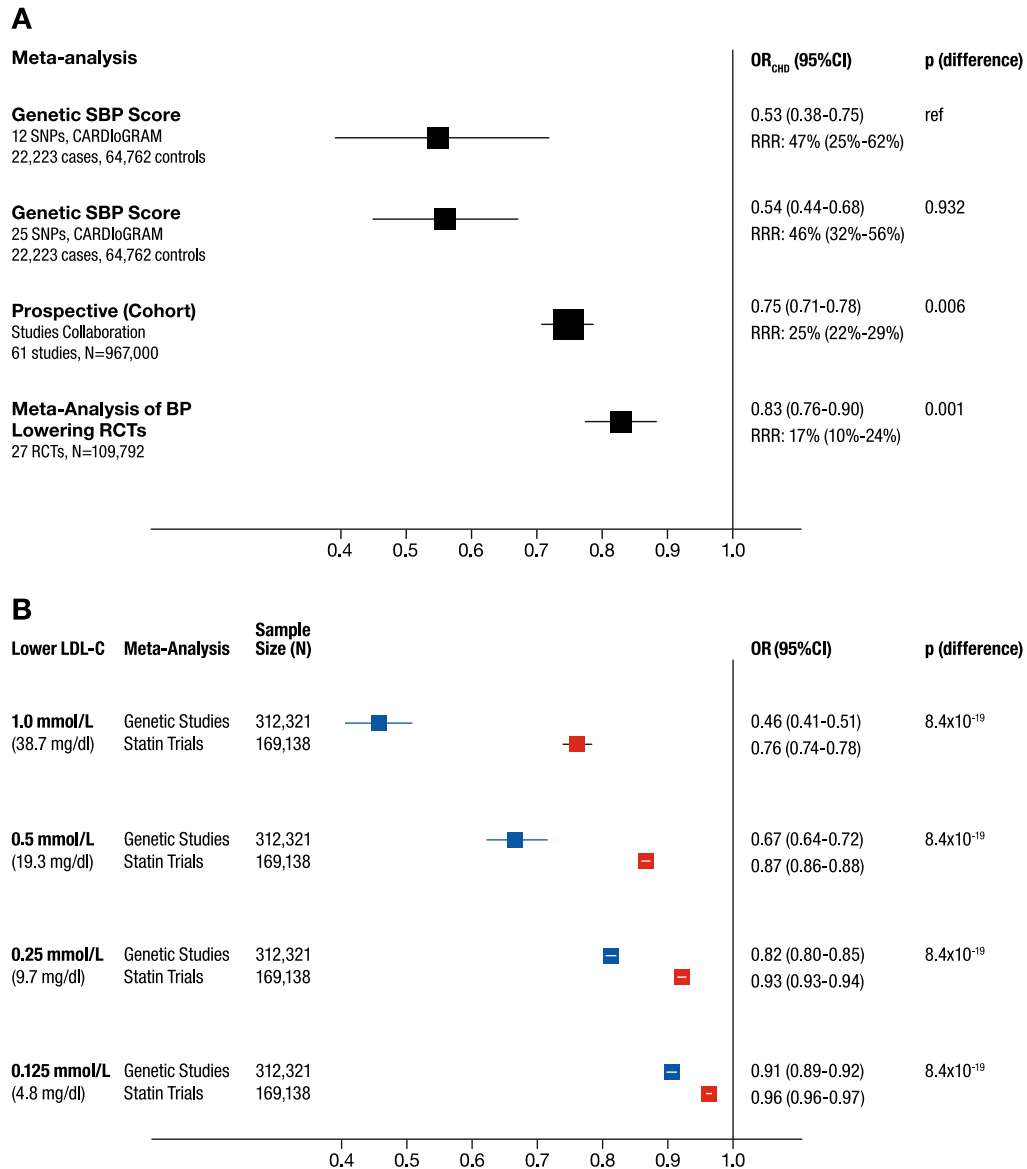 A
Meta-analysis OR_CHD (95%CI) p (difference)
Genetic SBP Score 0.53 (0.38-0.75) ref
12 SNPs, CARDIoGRAM
22,223 cases, 64,762 controls RRR: 47% (25%-62%)
Genetic SBP Score 0.54 (0.44-0.68) 0.932
25 SNPs, CARDIoGRAM RRR: 46% (32%-56%)
22,223 cases, 64,762 controls
Prospective (Cohort) 0.75 (0.71-0.78) 0.006
Studies Collaboration RRR: 25% (22%-29%)
61 studies, N=967,000
Meta-Analysis of BP 0.83 (0.76-0.90) 0.001
Lowering RCTs RRR: 17% (10%-24%)
27 RCTs, N=109,792
0.4 0.5 0.6 0.7 0.8 0.9 1.0
B
Sample
Lower LDL-C Meta-Analysis Size (N) OR (95%CI) p (difference)
1.0 mmol/L Genetic Studies 312,321 0.46 (0.41-0.51) 8.4x10⁻¹⁹
(38.7 mg/dl) Statin Trials 169,138 0.76 (0.74-0.78)
0.5 mmol/L Genetic Studies 312,321 0.67 (0.64-0.72) 8.4x10⁻¹⁹
(19.3 mg/dl) Statin Trials 169,138 0.87 (0.86-0.88)
0.25 mmol/L Genetic Studies 312,321 0.82 (0.80-0.85) 8.4x10⁻¹⁹
(9.7 mg/dl) Statin Trials 169,138 0.93 (0.93-0.94)
0.125 mmol/L Genetic Studies 312,321 0.91 (0.89-0.92) 8.4x10⁻¹⁹
(4.8 mg/dl) Statin Trials 169,138 0.96 (0.96-0.97)
0.4 0.5 0.6 0.7 0.8 0.9 1.0